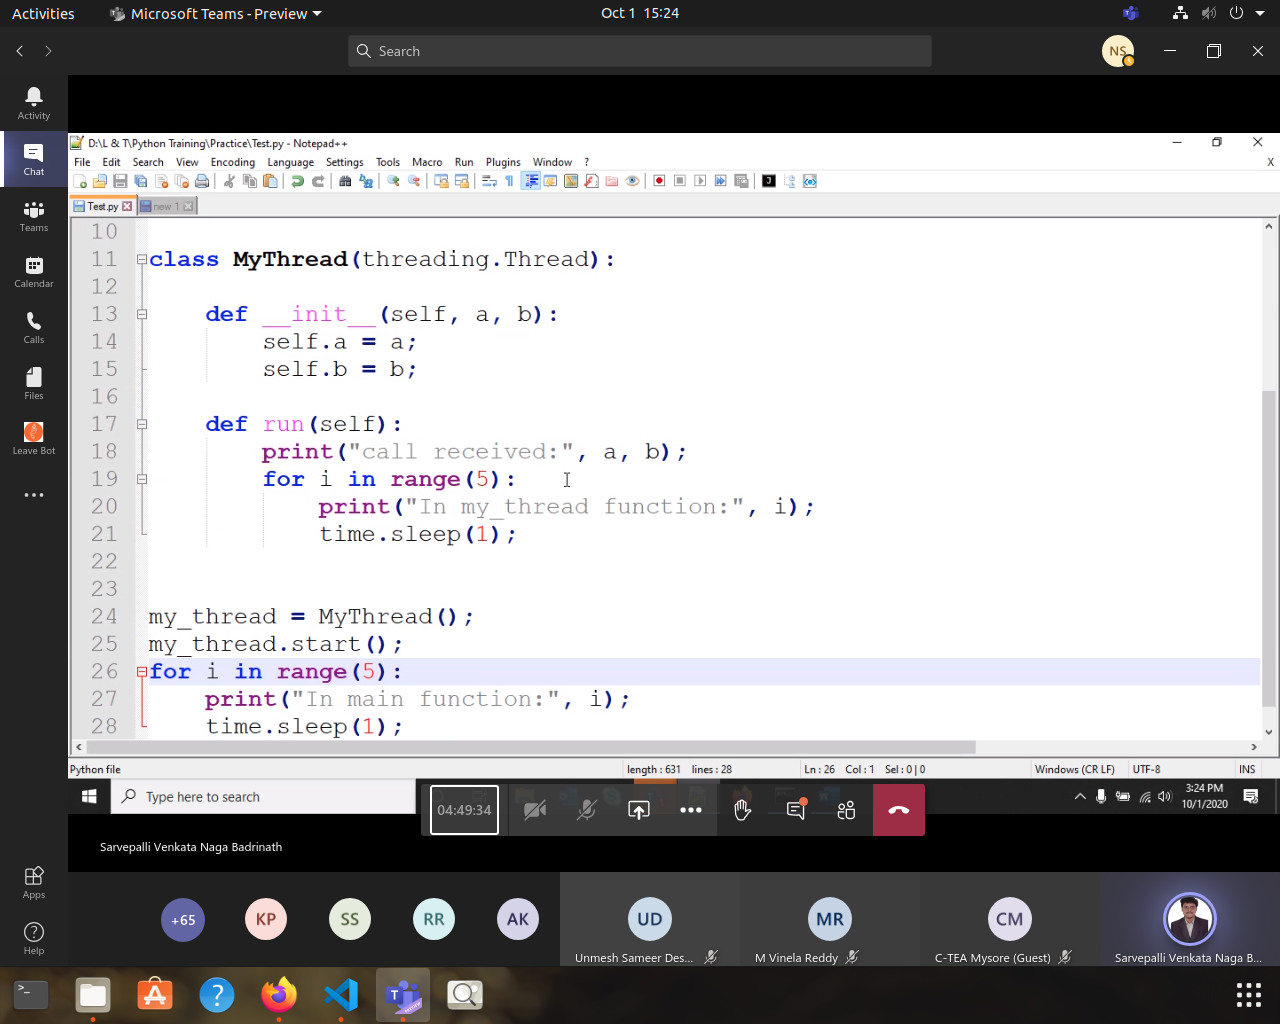 Activities
Microsoft Teams - Preview
Oct 1 15:24
Search
NS
Activity
Chat
Teams
Calendar
Calls
Files
Leave Bot
Apps
Help
D:\L & T\Python Training\Practice\Test.py - Notepad++
File Edit Search View Encoding Language Settings Tools Macro Run Plugins Window ?
X
Test.py new 1
10
11 class MyThread(threading.Thread):
12
13     def __init__(self, a, b):
14         self.a = a;
15         self.b = b;
16
17     def run(self):
18         print("call received:", a, b);
19         for i in range(5):
20             print("In my_thread function:", i);
21             time.sleep(1);
22
23
24 my_thread = MyThread();
25 my_thread.start();
26 for i in range(5):
27     print("In main function:", i);
28     time.sleep(1);
Python file
length : 631 lines : 28
Ln : 26 Col : 1 Sel : 0 | 0
Windows (CR LF)
UTF-8
INS
Type here to search
04:49:34
3:24 PM
10/1/2020
Sarvepalli Venkata Naga Badrinath
+65
KP
SS
RR
AK
UD
MR
CM
Unmesh Sameer Des...
M Vinela Reddy
C-TEA Mysore (Guest)
Sarvepalli Venkata Naga B...